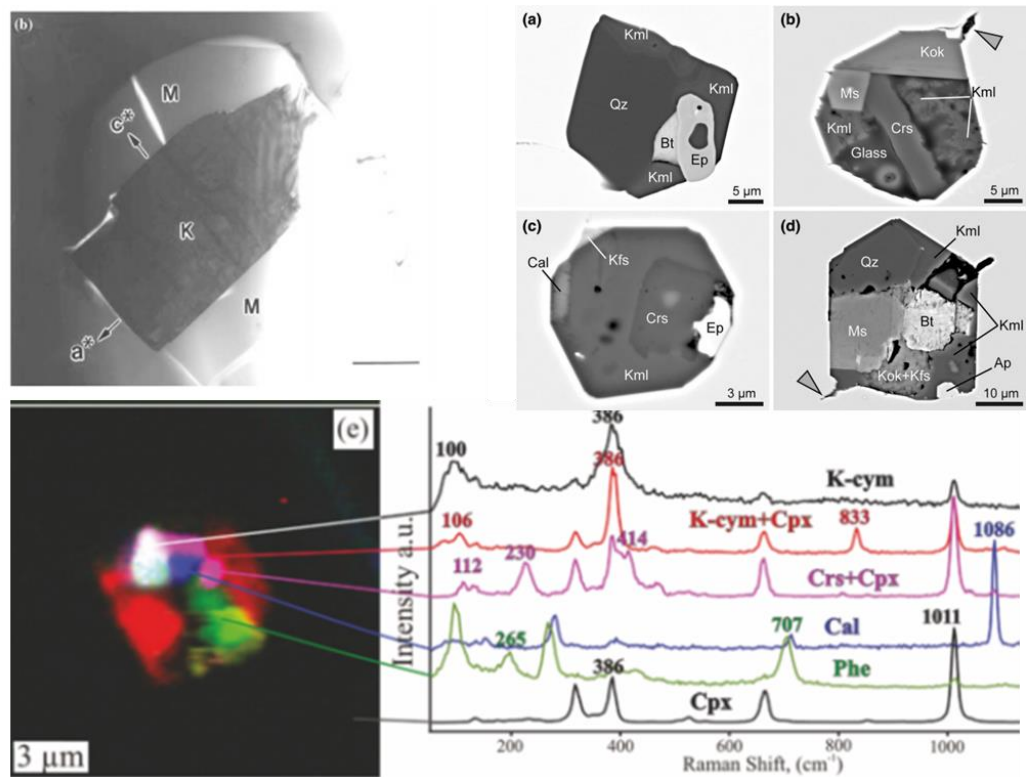 (b)
M
c*
K
M
a*
(a)
Kml
Kml
Qz
Bt
Ep
Kml
5 µm
(b)
Kok
Ms
Kml
Kml
Crs
Glass
5 µm
(c)
Cal
Kfs
Crs
Ep
Kml
3 µm
(d)
Kml
Qz
Bt
Ms
Kml
Ap
Kok+Kfs
10 µm
(e)
3 µm
Intensity a.u.
386
100
K-cym
386
106
K-cym+Cpx
833
1086
112
230
414
Crs+Cpx
Cal
1011
265
707
Phe
386
Cpx
200
400
600
800
1000
Raman Shift, (cm⁻¹)